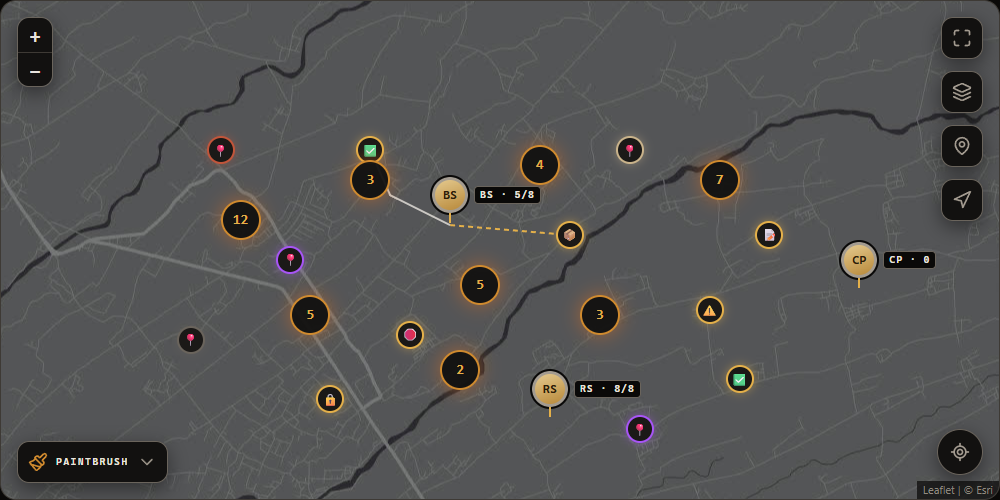 +
−
4
3
7
BS
BS · 5/8
12
CP
CP · 0
5
5
3
2
RS
RS · 8/8
PAINTBRUSH
Leaflet | © Esri